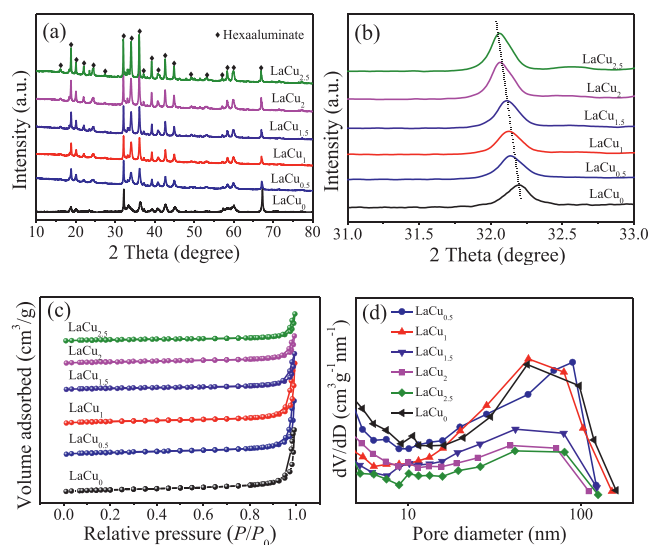 (a)
♦ Hexaaluminate
LaCu2.5
LaCu2
LaCu1.5
LaCu1
LaCu0.5
LaCu0
Intensity (a.u.)
10 20 30 40 50 60 70 80
2 Theta (degree)
(b)
LaCu2.5
LaCu2
LaCu1.5
LaCu1
LaCu0.5
LaCu0
Intensity (a.u.)
31.0 31.5 32.0 32.5 33.0
2 Theta (degree)
(c)
LaCu2.5
LaCu2
LaCu1.5
LaCu1
LaCu0.5
LaCu0
Volume adsorbed (cm³/g)
0.0 0.2 0.4 0.6 0.8 1.0
Relative pressure (P/P0)
(d)
LaCu0.5
LaCu1
LaCu1.5
LaCu2
LaCu2.5
LaCu0
dV/dD (cm³g⁻¹nm⁻¹)
10 100
Pore diameter (nm)